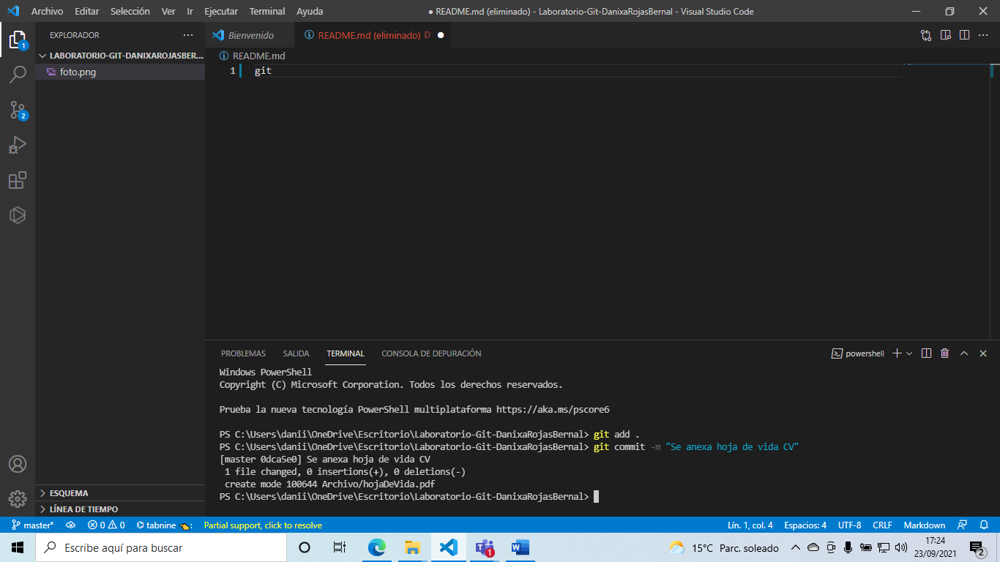 Archivo Editar Selección Ver Ir Ejecutar Terminal Ayuda
● README.md (eliminado) - Laboratorio-Git-DanixaRojasBernal - Visual Studio Code
EXPLORADOR
Bienvenido
README.md (eliminado) D
1
LABORATORIO-GIT-DANIXAROJASBER...
README.md
foto.png
1 git
2
PROBLEMAS SALIDA TERMINAL CONSOLA DE DEPURACIÓN
powershell
Windows PowerShell
Copyright (C) Microsoft Corporation. Todos los derechos reservados.
Prueba la nueva tecnología PowerShell multiplataforma https://aka.ms/pscore6
PS C:\Users\danii\OneDrive\Escritorio\Laboratorio-Git-DanixaRojasBernal> git add .
PS C:\Users\danii\OneDrive\Escritorio\Laboratorio-Git-DanixaRojasBernal> git commit -m "Se anexa hoja de vida CV"
[master 0dca5e0] Se anexa hoja de vida CV
1 file changed, 0 insertions(+), 0 deletions(-)
create mode 100644 Archivo/hojaDeVida.pdf
PS C:\Users\danii\OneDrive\Escritorio\Laboratorio-Git-DanixaRojasBernal>
ESQUEMA
LÍNEA DE TIEMPO
master* 0 0 tabnine : Partial support, click to resolve
Lín. 1, col. 4 Espacios: 4 UTF-8 CRLF Markdown
Escribe aquí para buscar
1
15°C Parc. soleado
17:24
23/09/2021
2